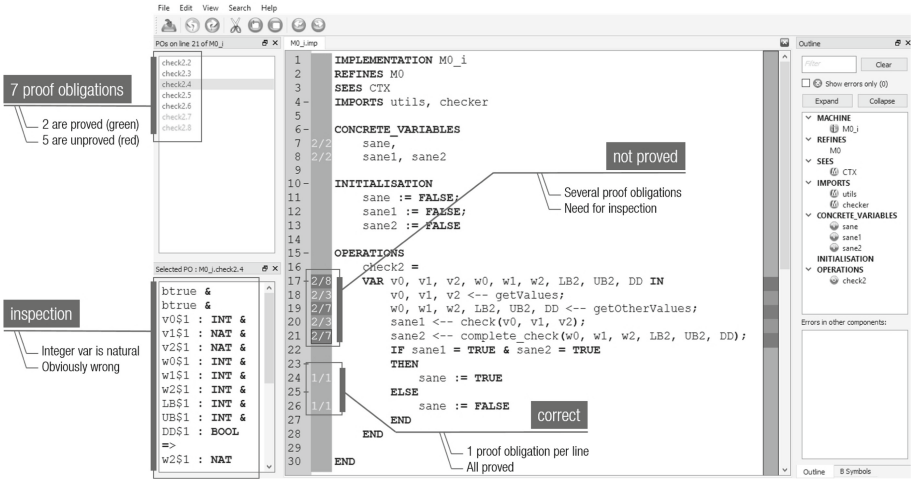 File Edit View Search Help
POs on line 21 of M0_i
check2.2
check2.3
check2.4
check2.5
check2.6
check2.7
check2.8
7 proof obligations
2 are proved (green)
5 are unproved (red)
Selected PO : M0_i.check2.4
btrue &
btrue &
v0$1 : INT &
v1$1 : NAT &
v2$1 : NAT &
w0$1 : INT &
w1$1 : INT &
w2$1 : INT &
LB$1 : INT &
UB$1 : INT &
DD$1 : BOOL
=>
w2$1 : NAT
inspection
Integer var is natural
Obviously wrong
M0_i.imp
1 IMPLEMENTATION M0_i
2 REFINES M0
3 SEES CTX
4 - IMPORTS utils, checker
5
6 - CONCRETE_VARIABLES
7 2/2 sane,
8 2/2 sane1, sane2
9
10 - INITIALISATION
11 sane := FALSE;
12 sane1 := FALSE;
13 sane2 := FALSE
14
15 - OPERATIONS
16 check2 =
17 - 2/8 VAR v0, v1, v2, w0, w1, w2, LB2, UB2, DD IN
18 2/3 v0, v1, v2 <-- getValues;
19 2/7 w0, w1, w2, LB2, UB2, DD <-- getOtherValues;
20 2/3 sane1 <-- check(v0, v1, v2);
21 2/7 sane2 <-- complete_check(w0, w1, w2, LB2, UB2, DD);
22 IF sane1 = TRUE & sane2 = TRUE
23 - THEN
24 1/1 sane := TRUE
25 - ELSE
26 1/1 sane := FALSE
27 END
28 END
29
30 END
not proved
Several proof obligations
Need for inspection
correct
1 proof obligation per line
All proved
Outline
Filter Clear
Show errors only (0)
Expand Collapse
MACHINE
M0_i
REFINES
M0
SEES
CTX
IMPORTS
utils
checker
CONCRETE_VARIABLES
sane
sane1
sane2
INITIALISATION
OPERATIONS
check2
Errors in other components:
Outline B Symbols